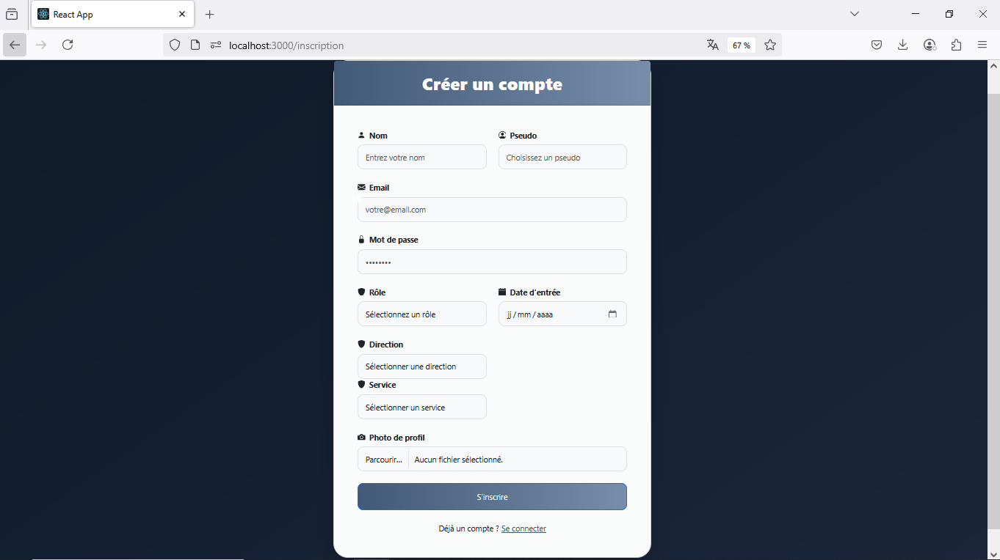 React App
localhost:3000/inscription
67 %
Créer un compte
Nom
Pseudo
Entrez votre nom
Choisissez un pseudo
Email
votre@email.com
Mot de passe
••••••••
Rôle
Date d'entrée
Sélectionnez un rôle
jj / mm / aaaa
Direction
Sélectionner une direction
Service
Sélectionner un service
Photo de profil
Parcourir... Aucun fichier sélectionné.
S'inscrire
Déjà un compte ? Se connecter